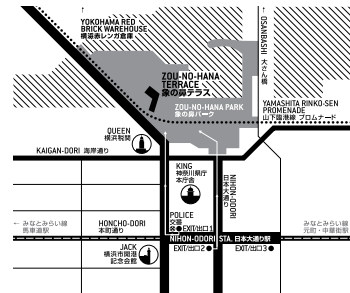 ↑
YOKOHAMA RED
BRICK WAREHOUSE
横浜赤レンガ倉庫
↑
OSANBASHI 大さん橋
ZOU-NO-HANA
TERRACE
象の鼻テラス
ZOU-NO-HANA PARK
象の鼻パーク
YAMASHITA RINKO-SEN
PROMENADE
山下臨港線 プロムナード
QUEEN
横浜税関
KAIGAN-DORI 海岸通り
KING
神奈川県庁
本庁舎
NIHON-ODORI
日本大通り
POLICE
交番
EXIT/出口1
← みなとみらい線
馬車道駅
HONCHO-DORI
本町通り
みなとみらい線 →
元町・中華街駅
NIHON-ODORI STA. 日本大通り駅
EXIT/出口2
EXIT/出口3
JACK
横浜市開港
記念会館